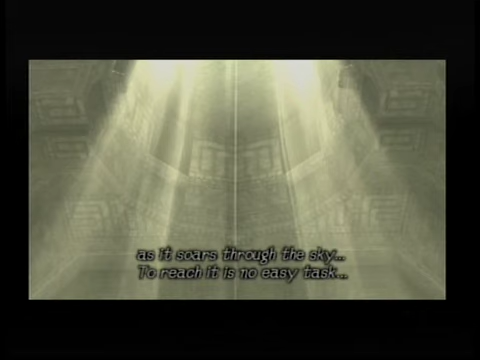 as it soars through the sky...
To reach it is no easy task...